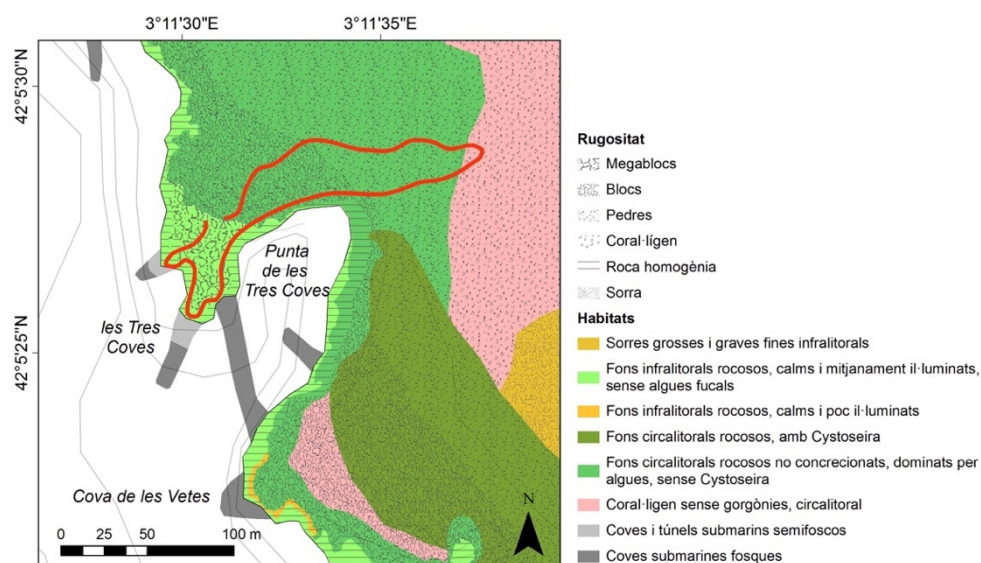 3°11'30"E
3°11'35"E
42°5'30"N
42°5'25"N
Punta
de les
Tres Coves
les Tres
Coves
Cova de les Vetes
0 25 50 100 m
N
Rugositat
Megablocs
Blocs
Pedres
Coral·lígen
Roca homogènia
Sorra
Habitats
Sorres grosses i graves fines infralitorals
Fons infralitorals rocosos, calms i mitjanament il·luminats,
sense algues fucals
Fons infralitorals rocosos, calms i poc il·luminats
Fons circalitorals rocosos, amb Cystoseira
Fons circalitorals rocosos no concrecionats, dominats per
algues, sense Cystoseira
Coral·ligen sense gorgònies, circalitoral
Coves i túnels submarins semifoscos
Coves submarines fosques